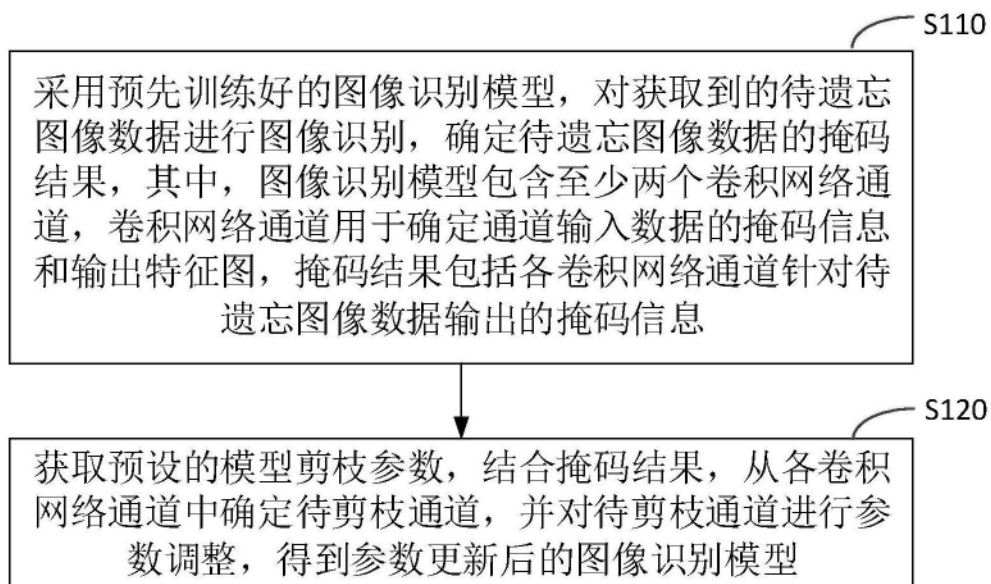 S110
采用预先训练好的图像识别模型，对获取到的待遗忘
图像数据进行图像识别，确定待遗忘图像数据的掩码
结果，其中，图像识别模型包含至少两个卷积网络通
道，卷积网络通道用于确定通道输入数据的掩码信息
和输出特征图，掩码结果包括各卷积网络通道针对待
遗忘图像数据输出的掩码信息
S120
获取预设的模型剪枝参数，结合掩码结果，从各卷积
网络通道中确定待剪枝通道，并对待剪枝通道进行参
数调整，得到参数更新后的图像识别模型